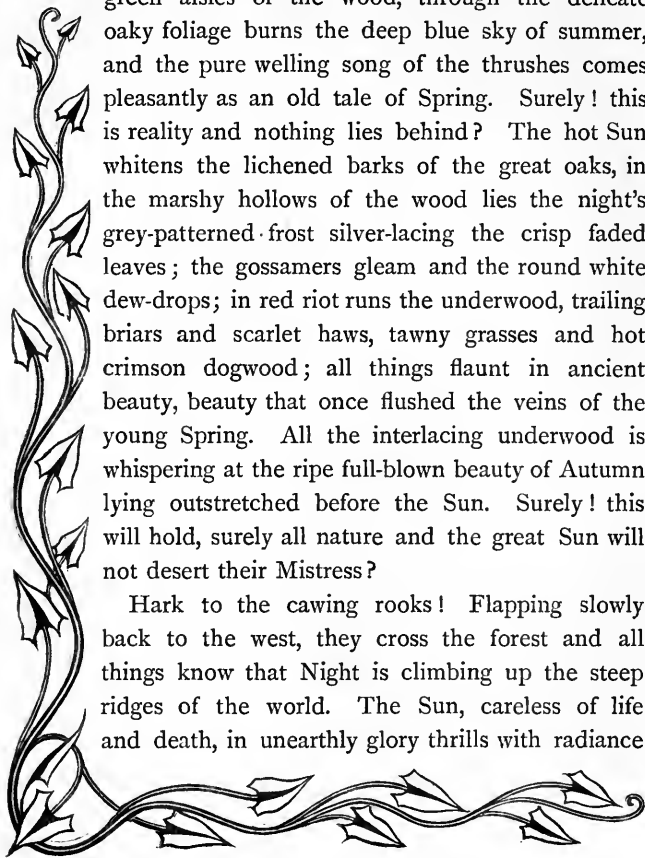 green aisles of the wood, through the delicate
oaky foliage burns the deep blue sky of summer,
and the pure welling song of the thrushes comes
pleasantly as an old tale of Spring. Surely! this
is reality and nothing lies behind? The hot Sun
whitens the lichened barks of the great oaks, in
the marshy hollows of the wood lies the night's
grey-patterned frost silver-lacing the crisp faded
leaves; the gossamers gleam and the round white
dew-drops; in red riot runs the underwood, trailing
briars and scarlet haws, tawny grasses and hot
crimson dogwood; all things flaunt in ancient
beauty, beauty that once flushed the veins of the
young Spring. All the interlacing underwood is
whispering at the ripe full-blown beauty of Autumn
lying outstretched before the Sun. Surely! this
will hold, surely all nature and the great Sun will
not desert their Mistress?
Hark to the cawing rooks! Flapping slowly
back to the west, they cross the forest and all
things know that Night is climbing up the steep
ridges of the world. The Sun, careless of life
and death, in unearthly glory thrills with radiance